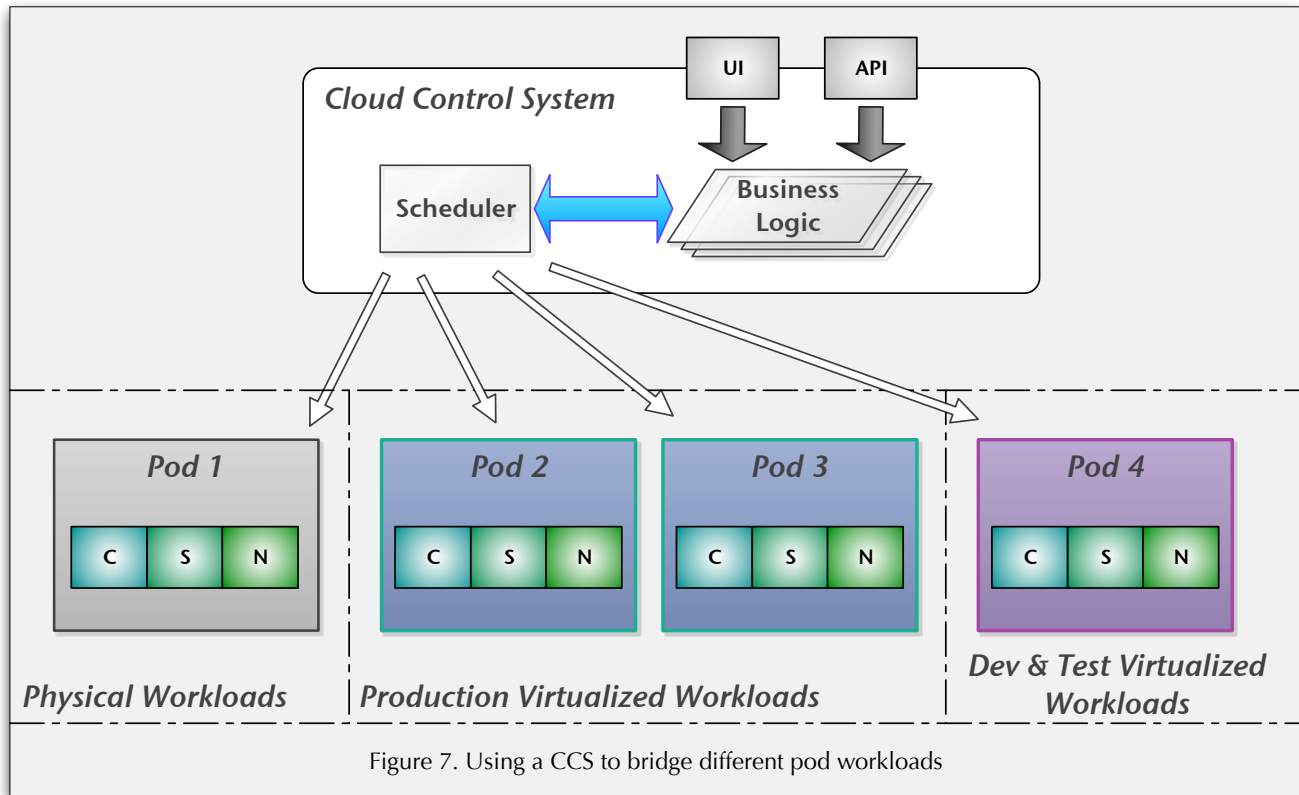 UI
API
Cloud Control System
Scheduler
Business
Logic
Pod 1
Pod 2
Pod 3
Pod 4
C S N
C S N
C S N
C S N
Physical Workloads
Production Virtualized Workloads
Dev & Test Virtualized
Workloads
Figure 7. Using a CCS to bridge different pod workloads